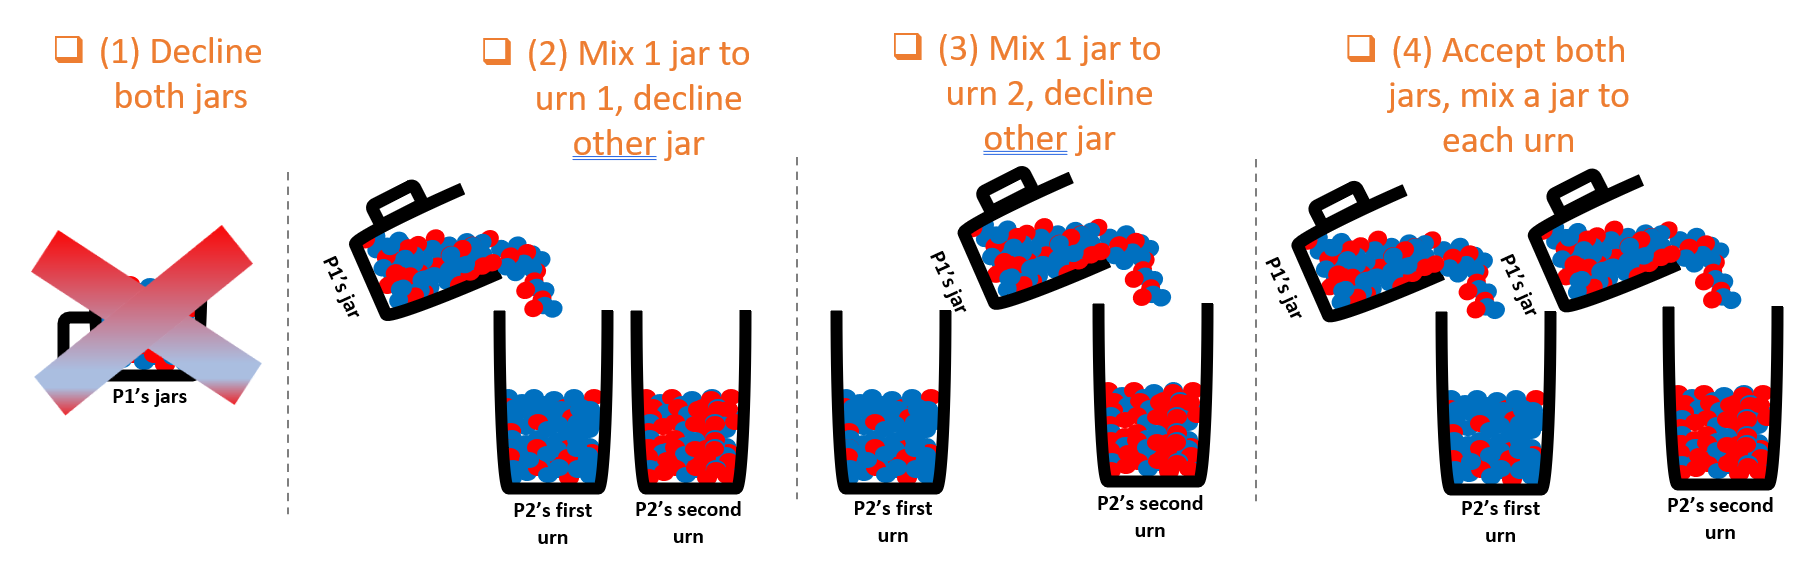 (1) Decline
both jars
P1's jars
(2) Mix 1 jar to
urn 1, decline
other jar
P1's jar
P2's first
urn
P2's second
urn
(3) Mix 1 jar to
urn 2, decline
other jar
P1's jar
P2's first
urn
P2's second
urn
(4) Accept both
jars, mix a jar to
each urn
P1's jar
P1's jar
P2's first
urn
P2's second
urn